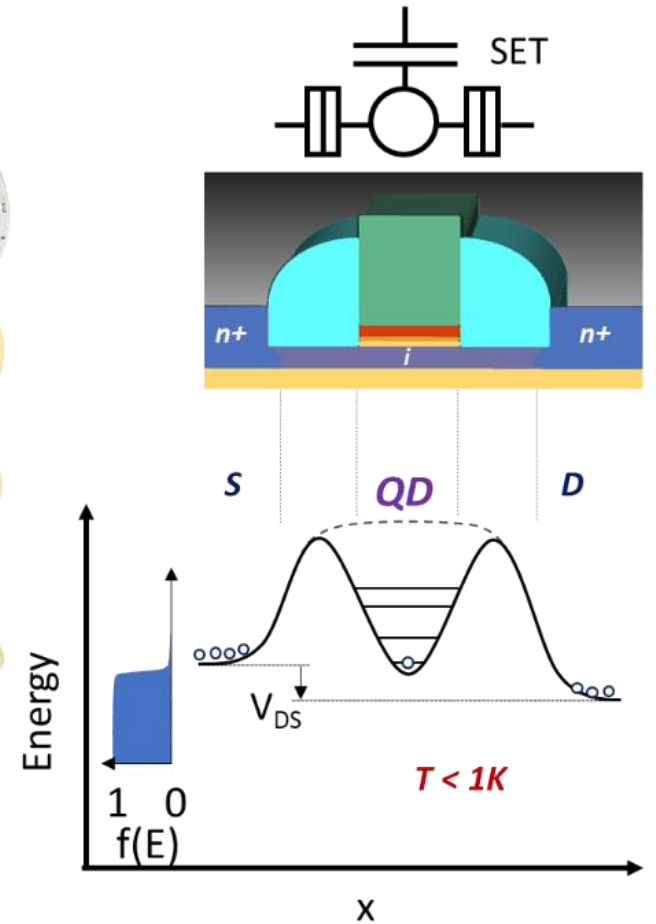 SET
n+
n+
i
S
QD
D
Energy
V_DS
T < 1K
1 0
f(E)
x